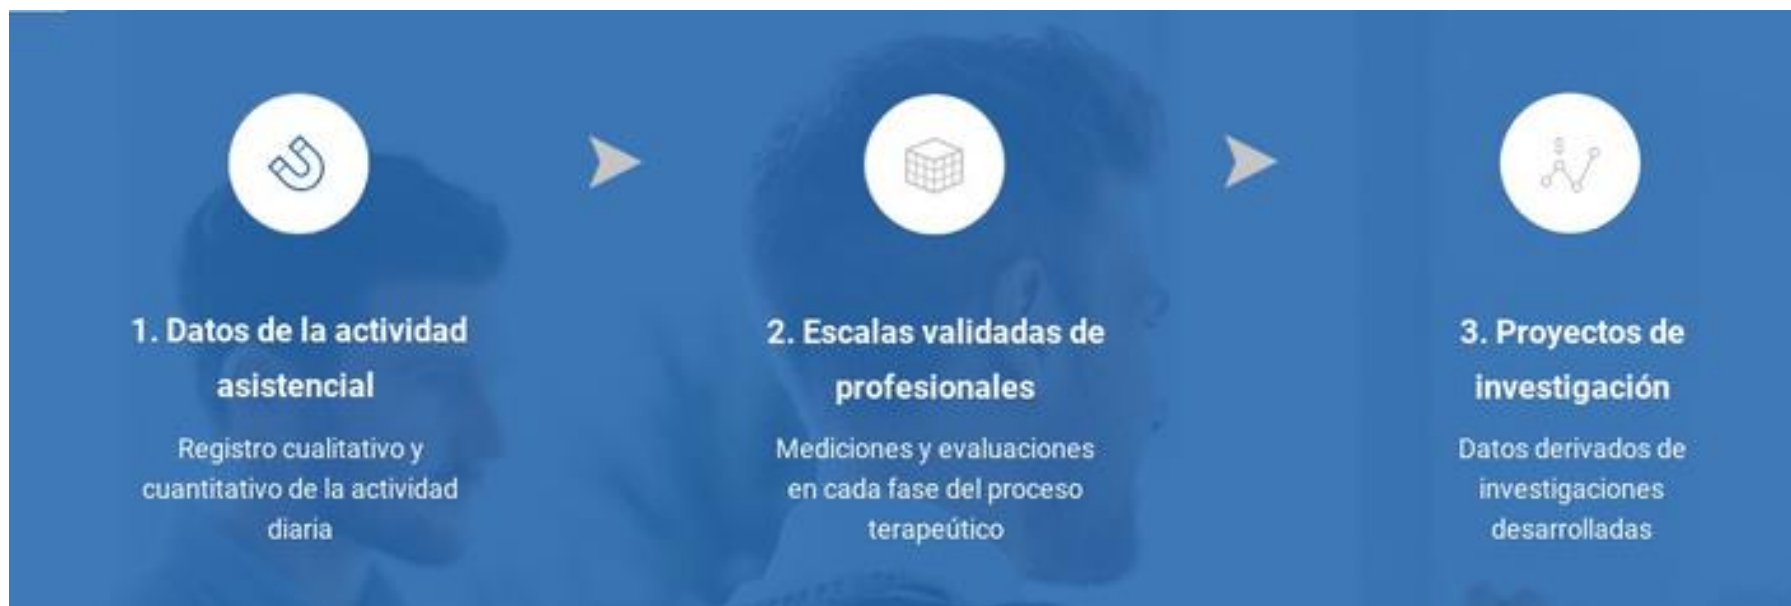 1. Datos de la actividad
asistencial
Registro cualitativo y
cuantitativo de la actividad
diaria
2. Escalas validadas de
profesionales
Mediciones y evaluaciones
en cada fase del proceso
terapeútico
3. Proyectos de
investigación
Datos derivados de
investigaciones
desarrolladas